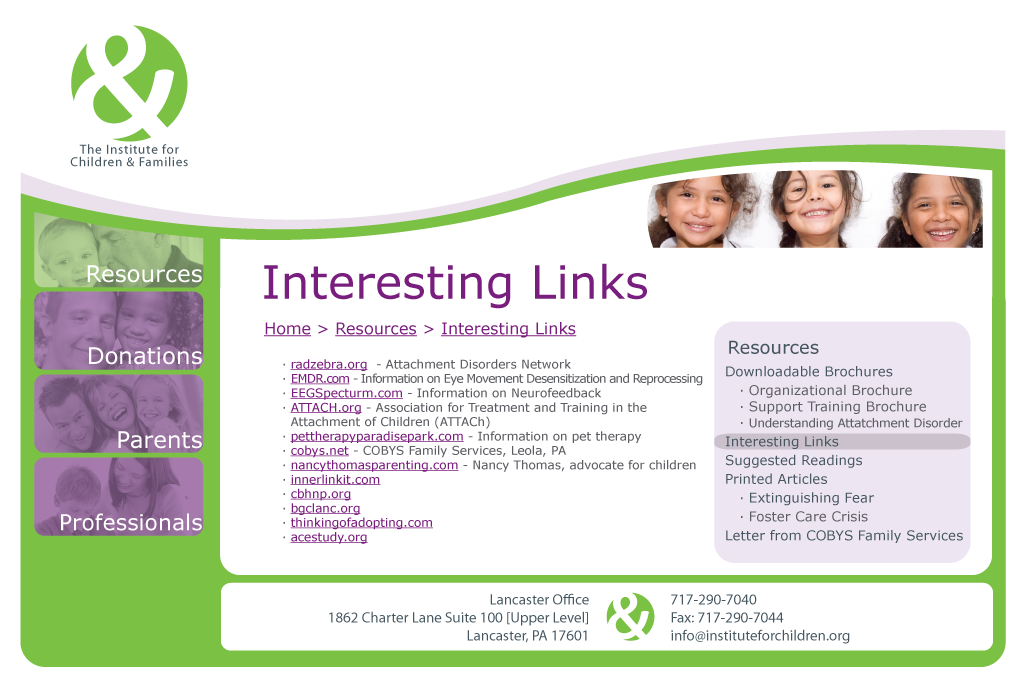 The Institute for
Children & Families
Resources
Donations
Parents
Professionals
Interesting Links
Home > Resources > Interesting Links
· radzebra.org - Attachment Disorders Network
· EMDR.com - Information on Eye Movement Desensitization and Reprocessing
· EEGSpecturm.com - Information on Neurofeedback
· ATTACH.org - Association for Treatment and Training in the
Attachment of Children (ATTACh)
· pettherapyparadisepark.com - Information on pet therapy
· cobys.net - COBYS Family Services, Leola, PA
· nancythomasparenting.com - Nancy Thomas, advocate for children
· innerlinkit.com
· cbhnp.org
· bgclanc.org
· thinkingofadopting.com
· acestudy.org
Resources
Downloadable Brochures
· Organizational Brochure
· Support Training Brochure
· Understanding Attatchment Disorder
Interesting Links
Suggested Readings
Printed Articles
· Extinguishing Fear
· Foster Care Crisis
Letter from COBYS Family Services
Lancaster Office
1862 Charter Lane Suite 100 [Upper Level]
Lancaster, PA 17601
&
717-290-7040
Fax: 717-290-7044
info@instituteforchildren.org